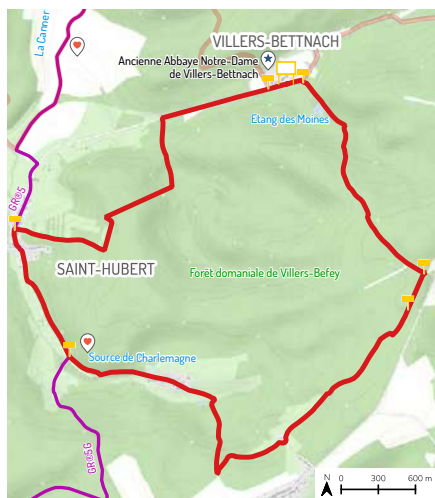 La Canner
VILLERS-BETTNACH
Ancienne Abbaye Notre-Dame
de Villers-Bettnach
Etang des Moines
GR®5
SAINT-HUBERT
Forêt domaniale de Villers-Befey
Source de Charlemagne
GR®5G
N
0 300 600 m